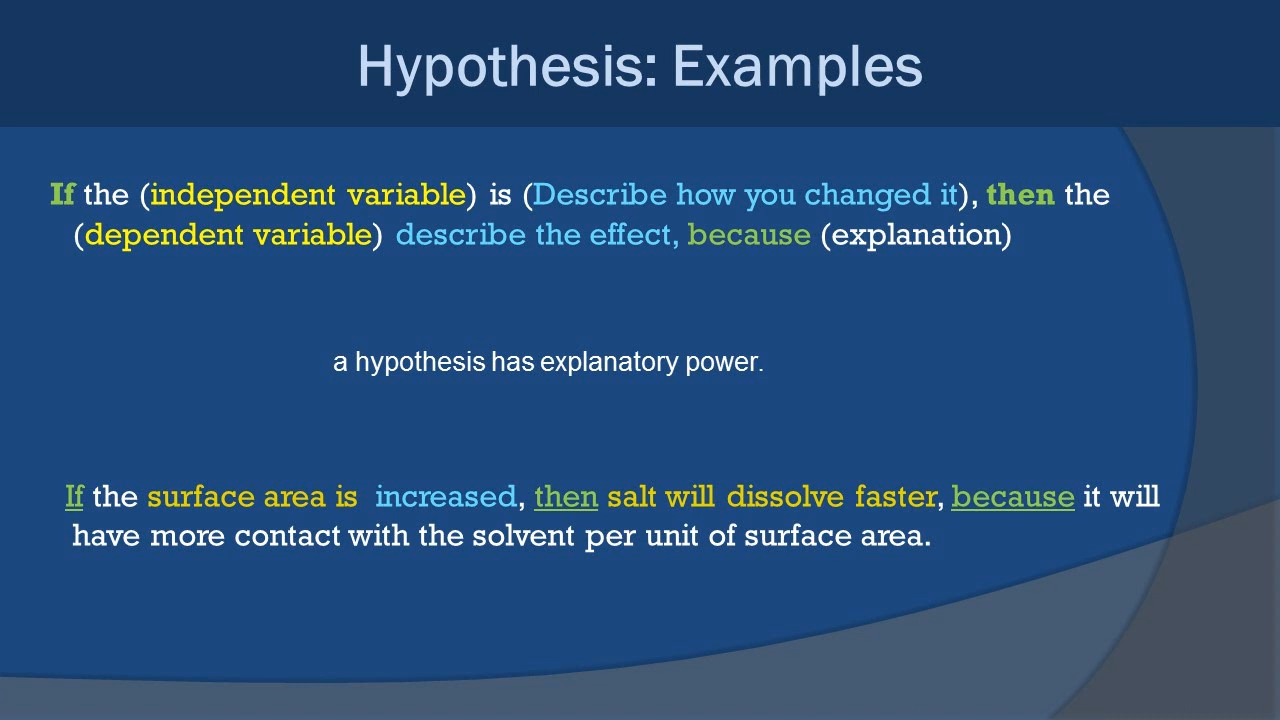 Hypothesis: Examples
If the (independent variable) is (Describe how you changed it), then the
(dependent variable) describe the effect, because (explanation)
a hypothesis has explanatory power.
If the surface area is increased, then salt will dissolve faster, because it will
have more contact with the solvent per unit of surface area.